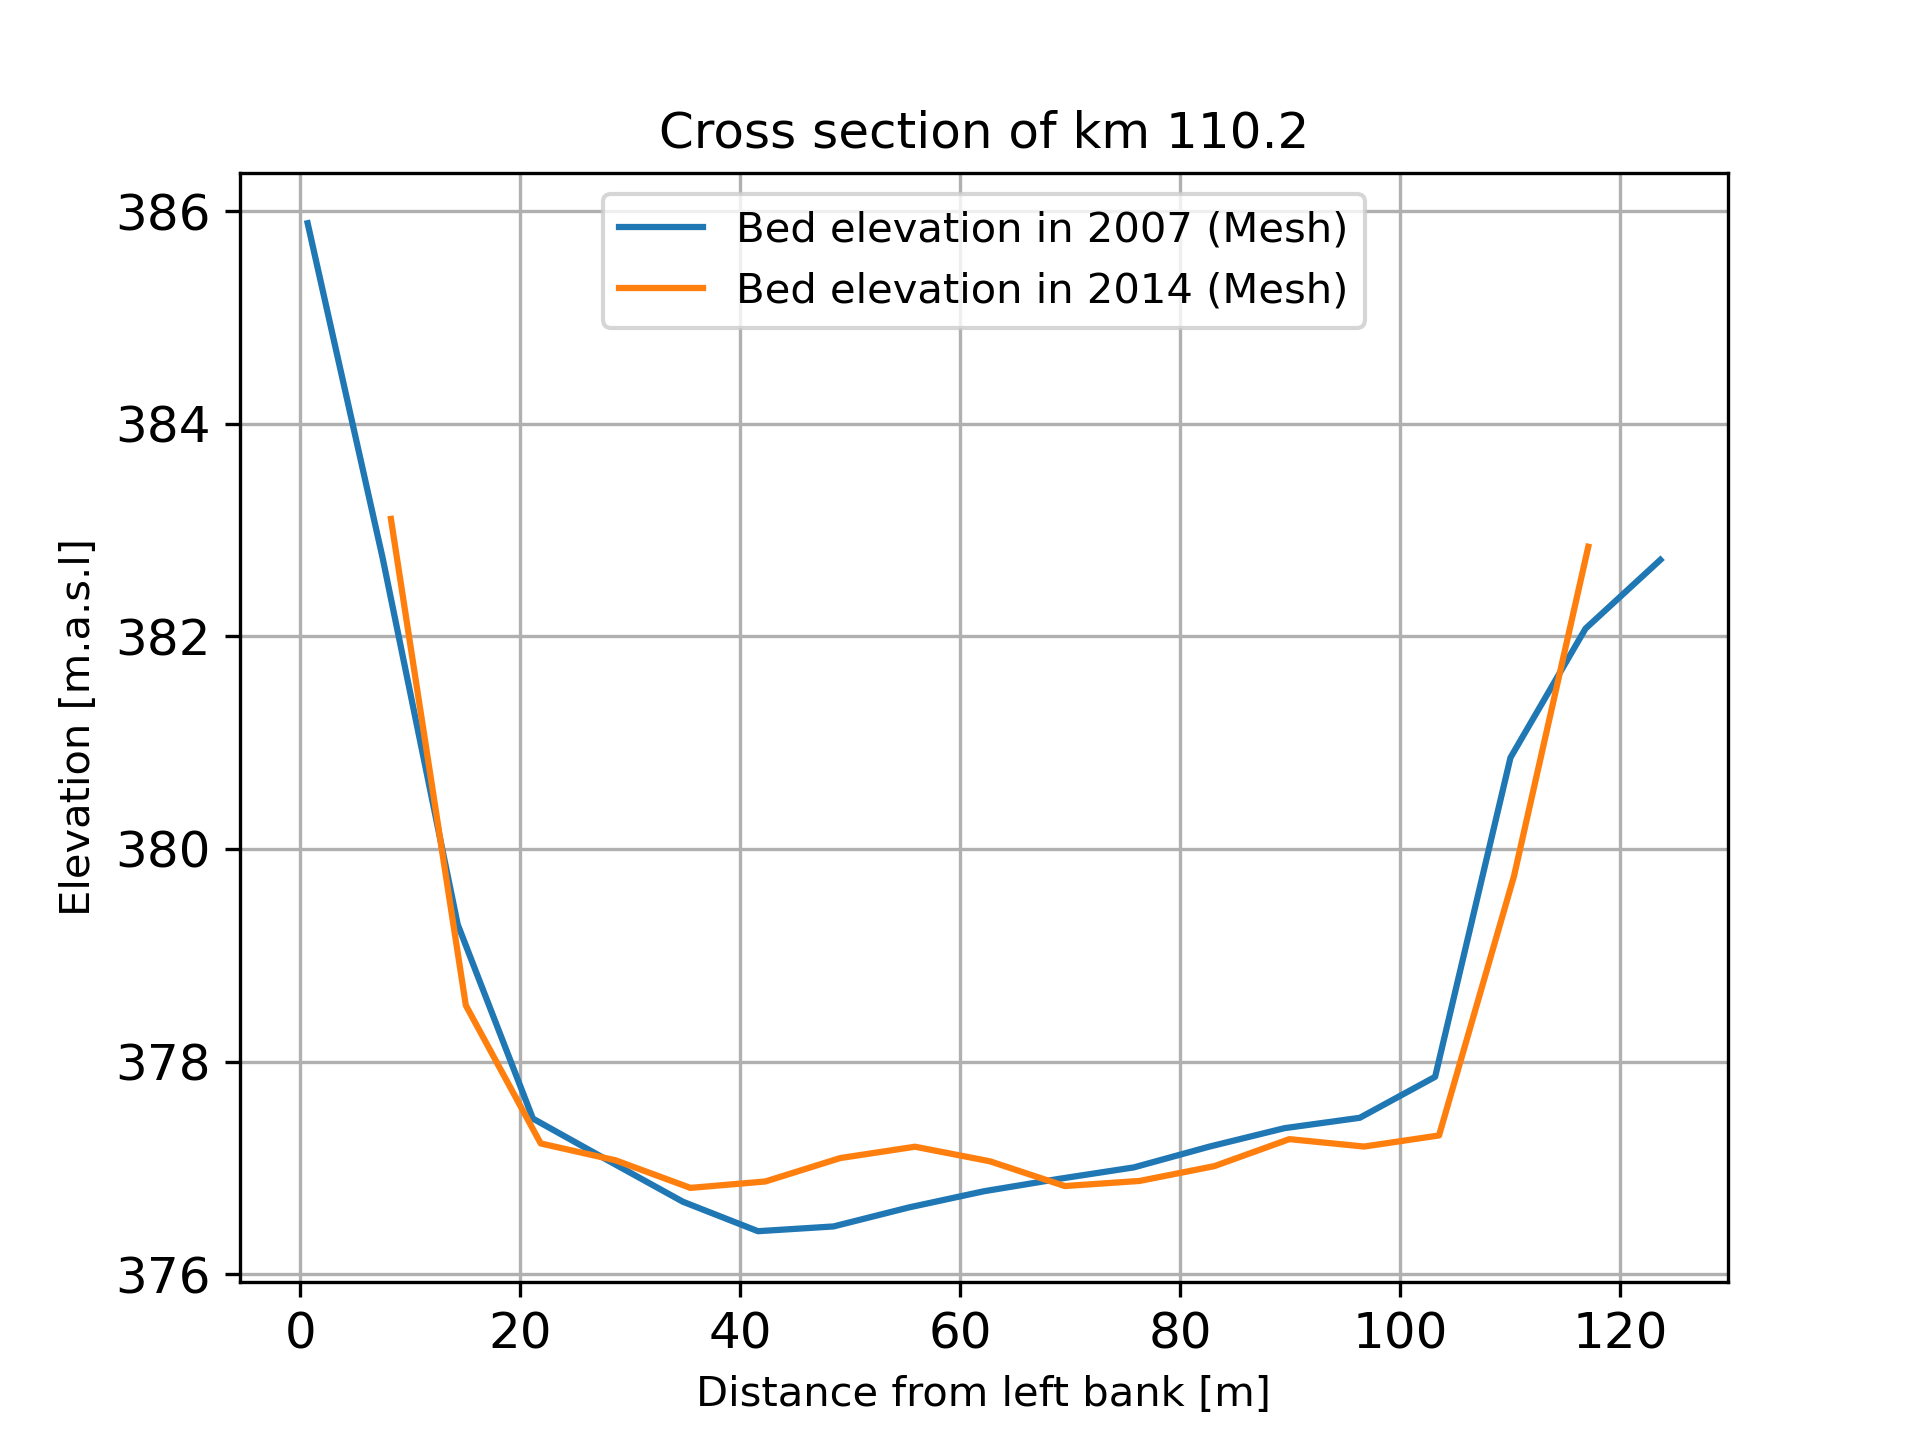 Cross section of km 110.2
Bed elevation in 2007 (Mesh)
Bed elevation in 2014 (Mesh)
Elevation [m.a.s.l]
386
384
382
380
378
376
0 20 40 60 80 100 120
Distance from left bank [m]